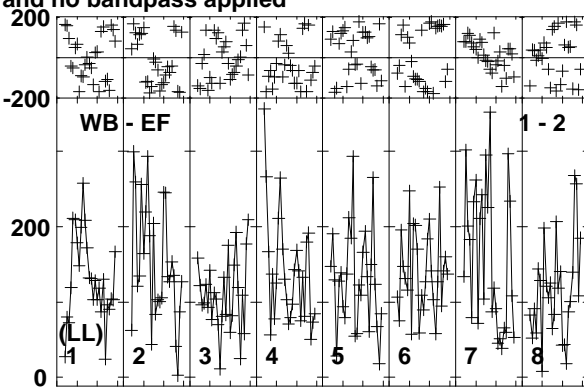 and no bandpass applied
200
-200
WB - EF 1 - 2
200
(LL)
1 2 3 4 5 6 7 8
0